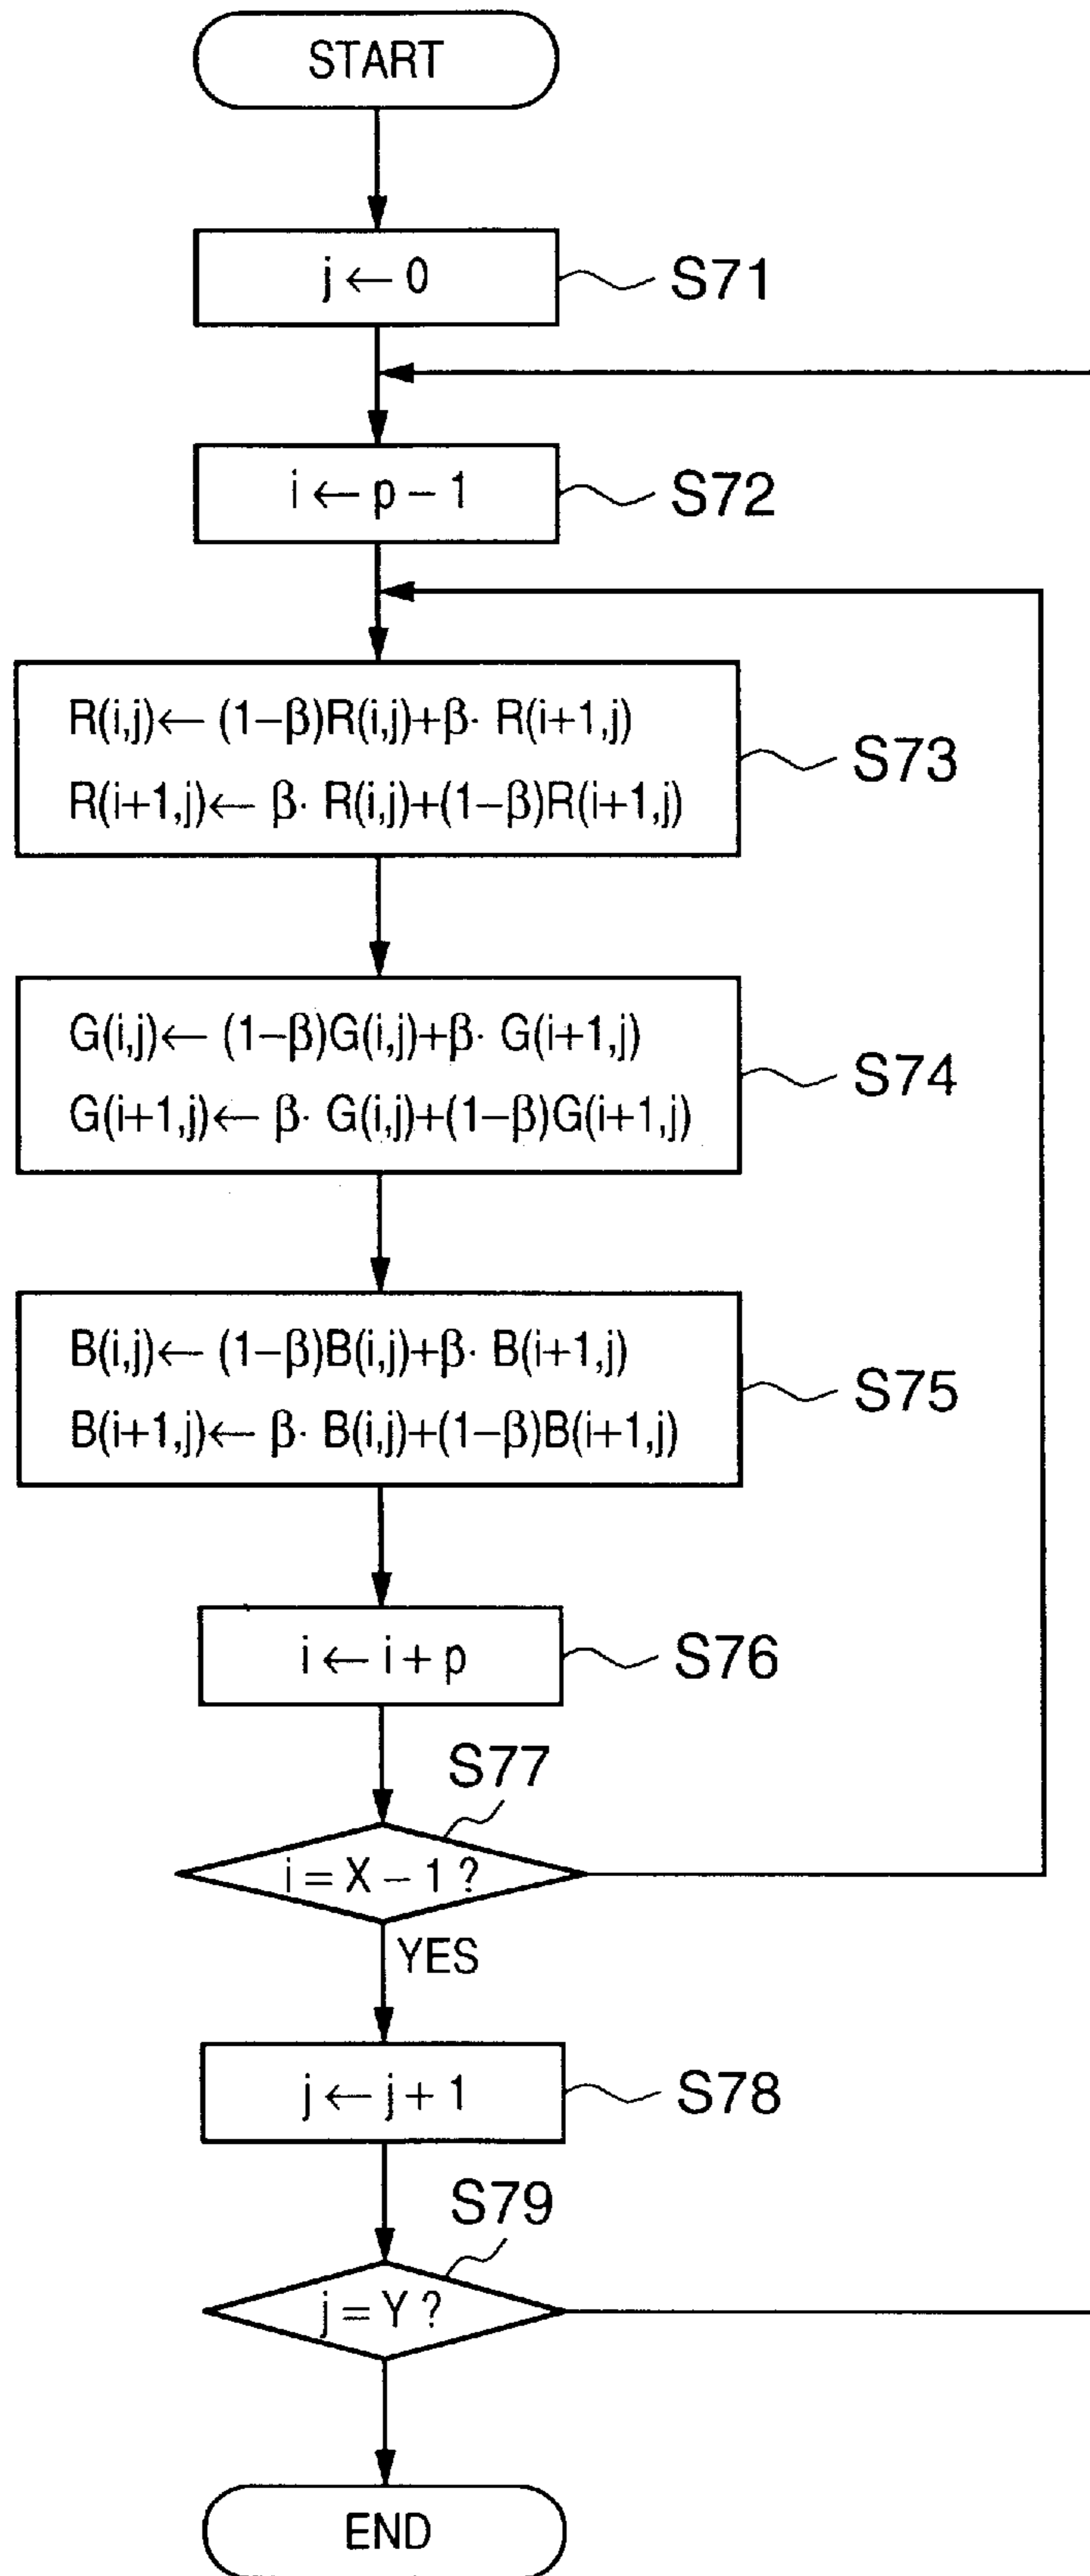 START
j ← 0
S71
i ← p − 1
S72
R(i,j)← (1−β)R(i,j)+β· R(i+1,j)
R(i+1,j)← β· R(i,j)+(1−β)R(i+1,j)
S73
G(i,j)← (1−β)G(i,j)+β· G(i+1,j)
G(i+1,j)← β· G(i,j)+(1−β)G(i+1,j)
S74
B(i,j)← (1−β)B(i,j)+β· B(i+1,j)
B(i+1,j)← β· B(i,j)+(1−β)B(i+1,j)
S75
i ← i + p
S76
S77
i = X − 1 ?
YES
j ← j + 1
S78
S79
j = Y ?
END